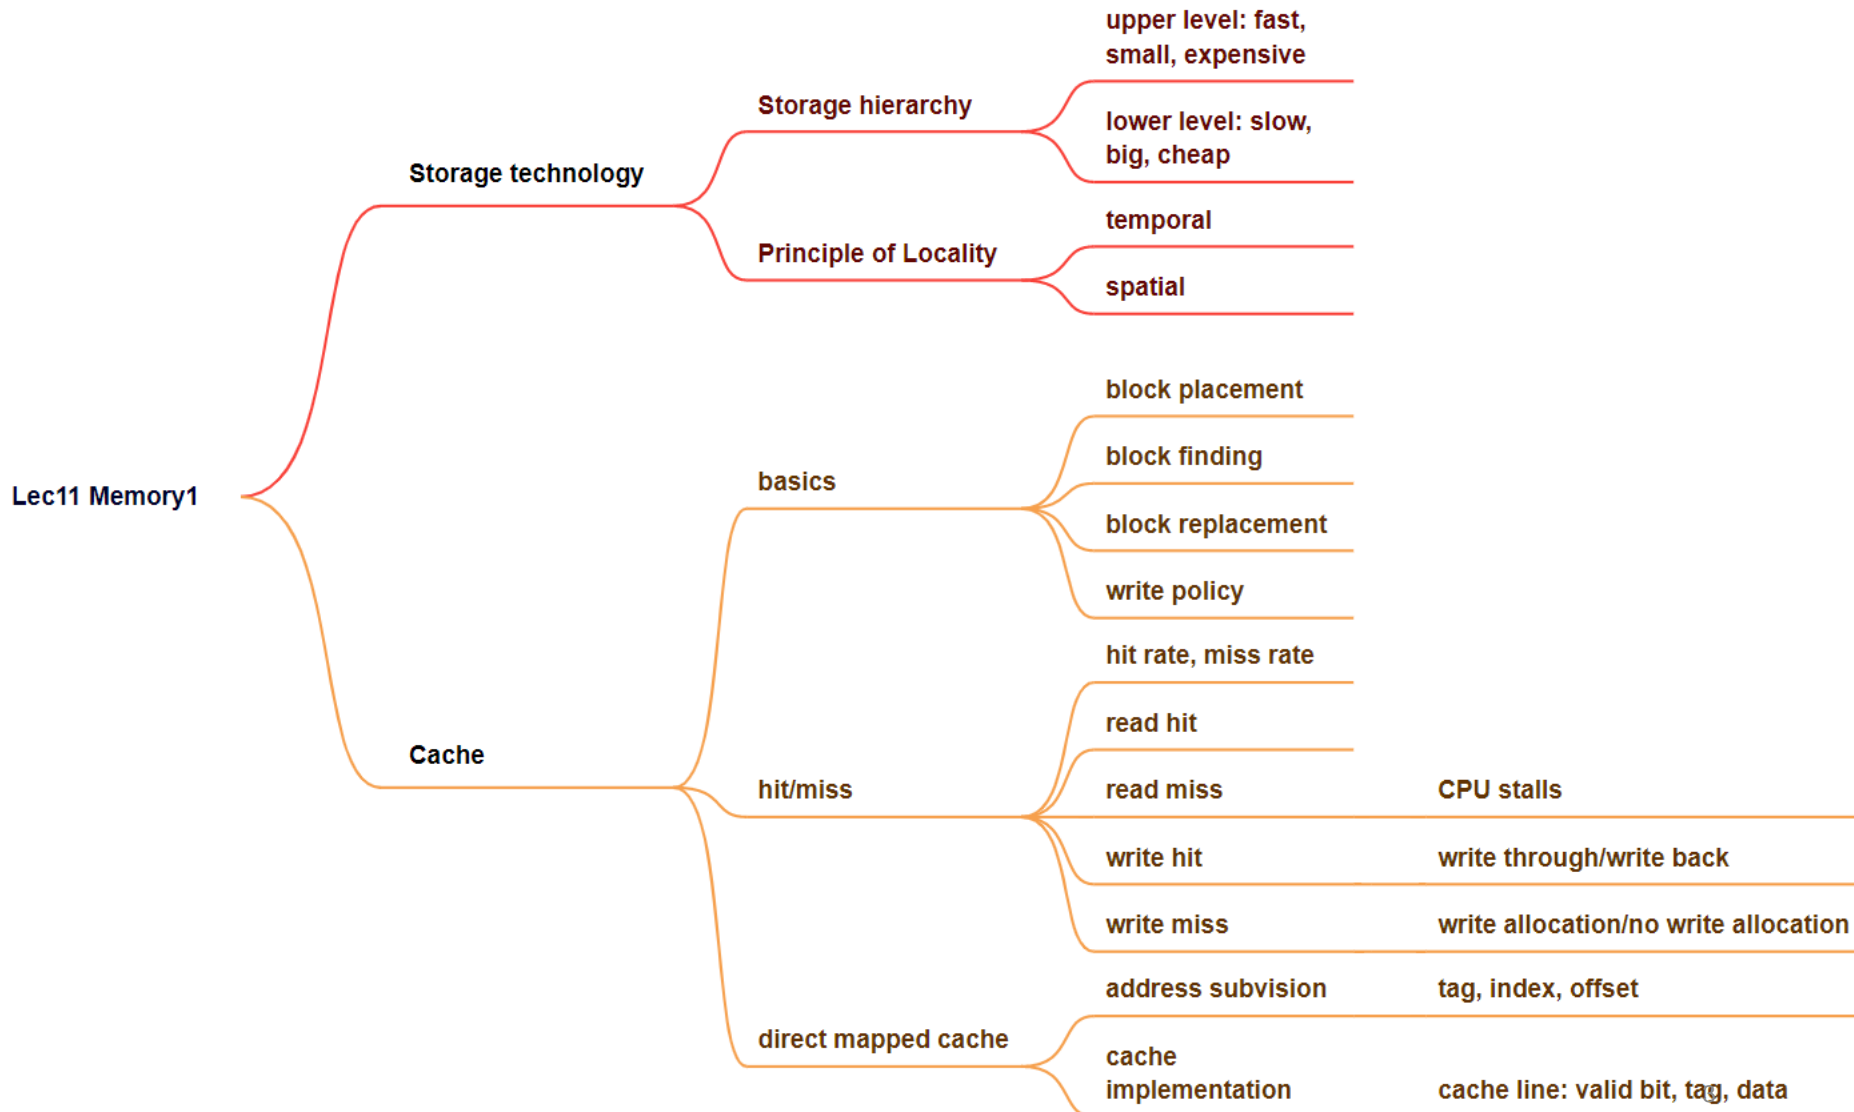 upper level: fast,
small, expensive
Storage hierarchy
lower level: slow,
big, cheap
Storage technology
temporal
Principle of Locality
spatial
block placement
block finding
basics
Lec11 Memory1
block replacement
write policy
hit rate, miss rate
read hit
Cache
hit/miss
read miss
CPU stalls
write hit
write through/write back
write miss
write allocation/no write allocation
address subvision
tag, index, offset
direct mapped cache
cache
implementation
cache line: valid bit, tag, data